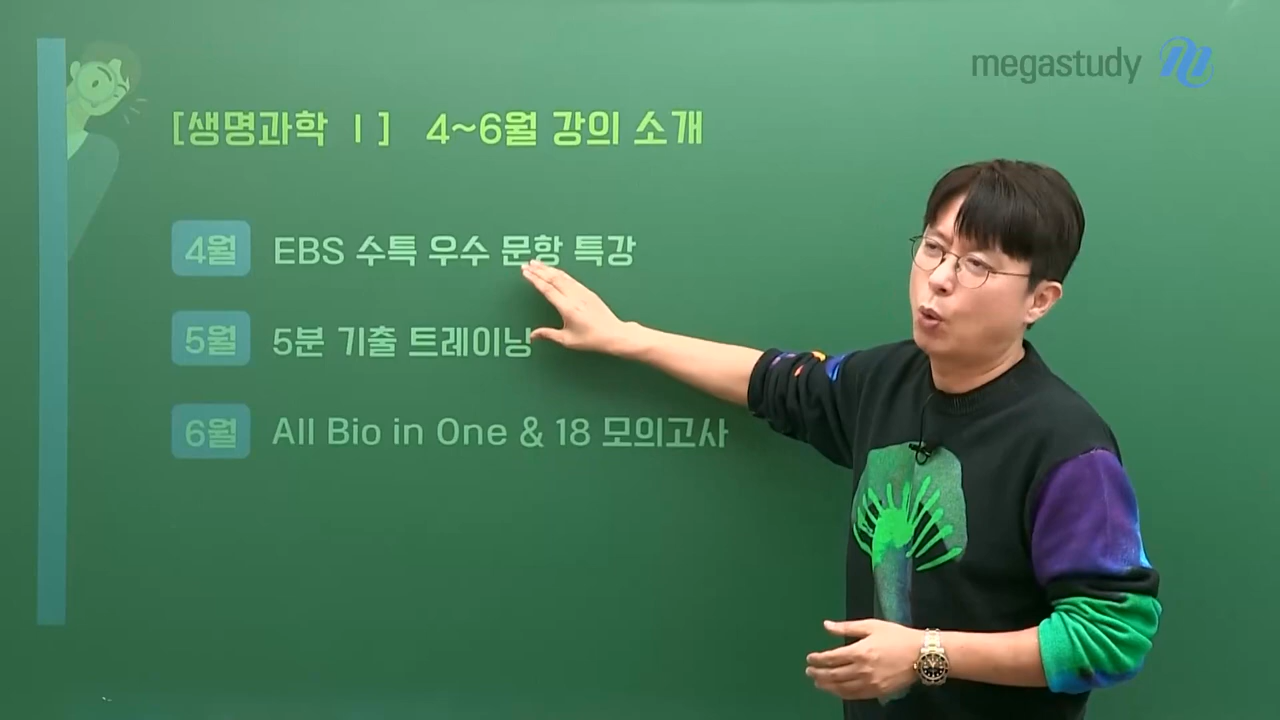 megastudy
[생명과학 Ⅰ] 4~6월 강의 소개
4월 EBS 수특 우수 문항 특강
5월 5분 기출 트레이닝
6월 All Bio in One & 18 모의고사